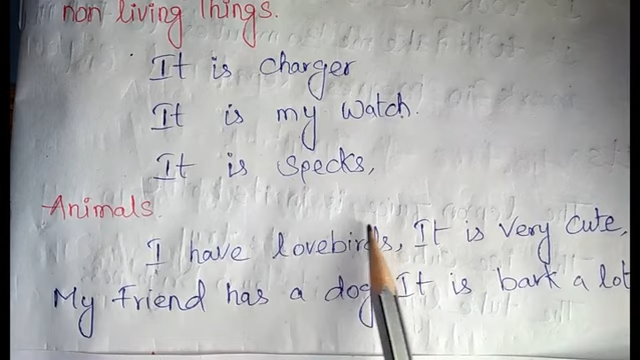 non living things.
It is charger
It is my watch.
It is specks,
Animals.
I have lovebirds, It is very cute,
My friend has a dog It is bark a lot